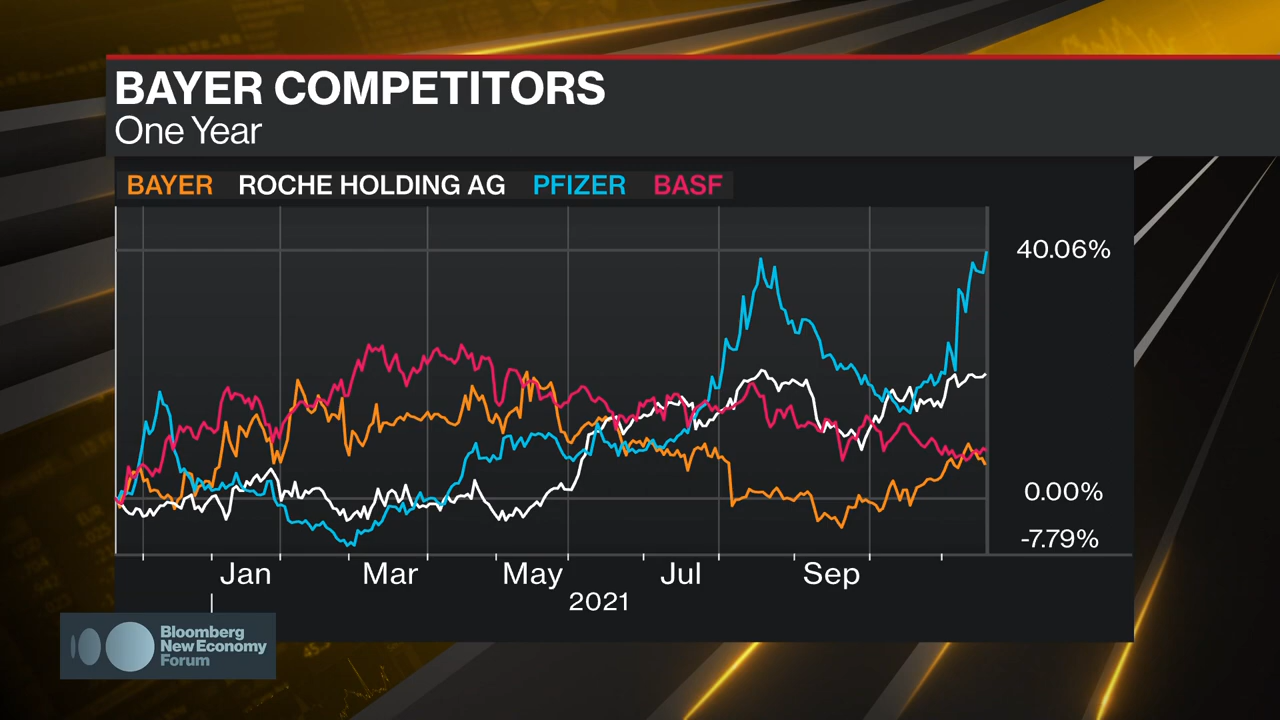 BAYER COMPETITORS
One Year
BAYER ROCHE HOLDING AG PFIZER BASF
40.06%
0.00%
-7.79%
Jan Mar May Jul Sep
2021
Bloomberg
New Economy
Forum